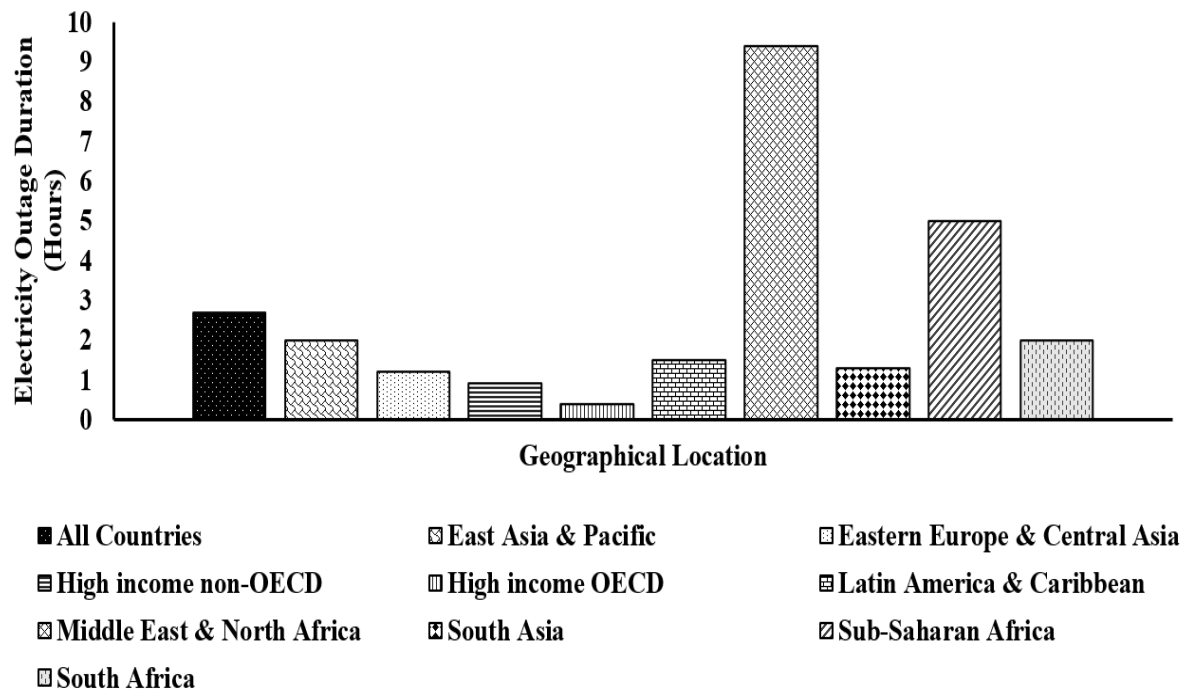 Electricity Outage Duration
(Hours)
10
9
8
7
6
5
4
3
2
1
0
Geographical Location
All Countries
East Asia & Pacific
Eastern Europe & Central Asia
High income non-OECD
High income OECD
Latin America & Caribbean
Middle East & North Africa
South Asia
Sub-Saharan Africa
South Africa